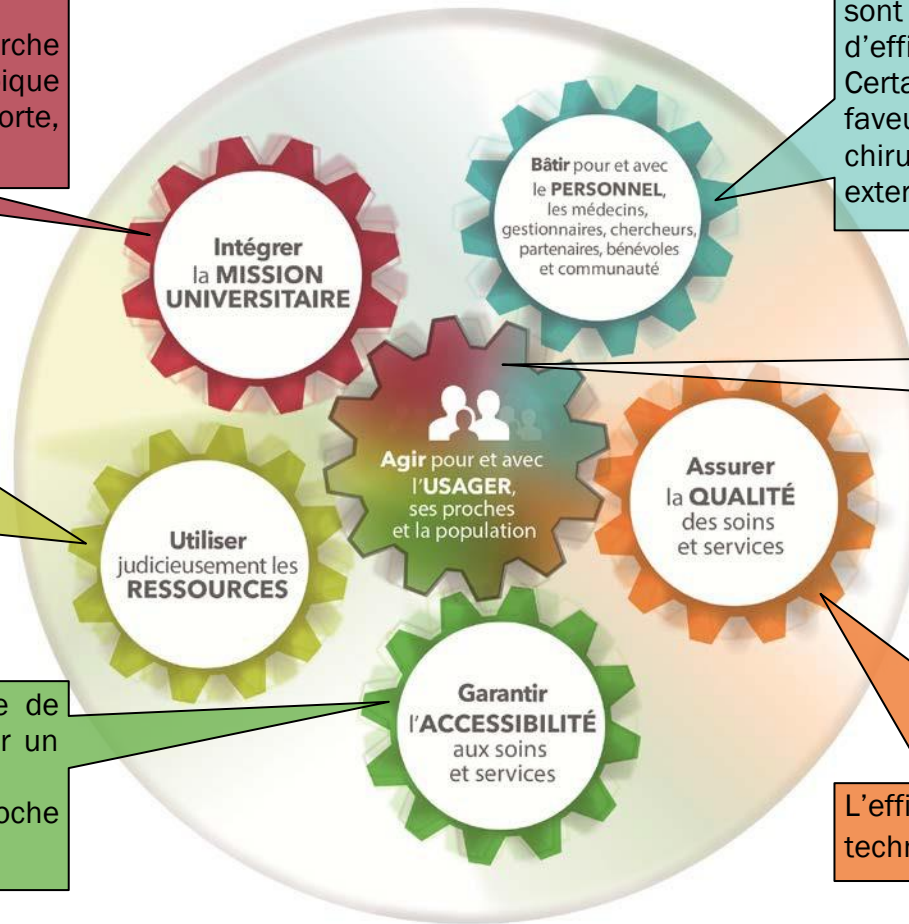 rche
ique
orte,
sont
d'effi
Certa
faveu
chiru
exter
Intégrer
la MISSION
UNIVERSITAIRE
Bâtir pour et avec
le PERSONNEL,
les médecins,
gestionnaires, chercheurs,
partenaires, bénévoles
et communauté
Agir pour et avec
l'USAGER,
ses proches
et la population
Assurer
la QUALITÉ
des soins
et services
Utiliser
judicieusement les
RESSOURCES
Garantir
l'ACCESSIBILITÉ
aux soins
et services
e de
r un
oche
L'effi
techn